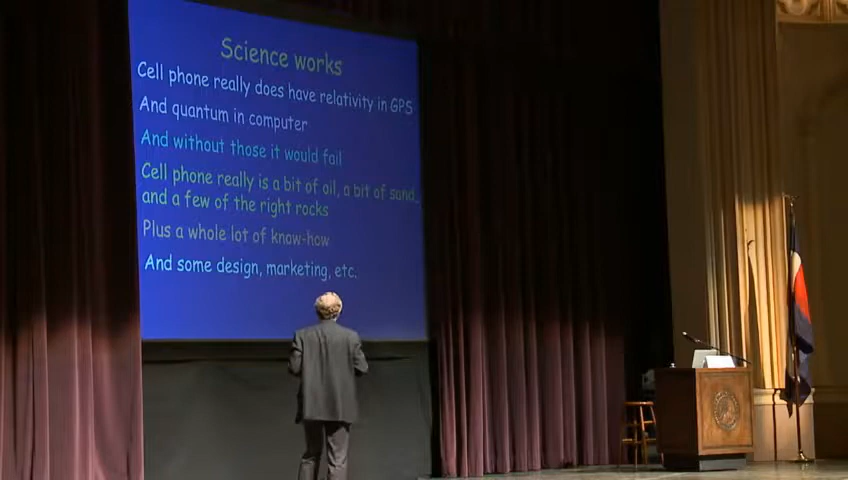 Science works
Cell phone really does have relativity in GPS
And quantum in computer
And without those it would fail
Cell phone really is a bit of oil, a bit of sand,
and a few of the right rocks
Plus a whole lot of know-how
And some design, marketing, etc.